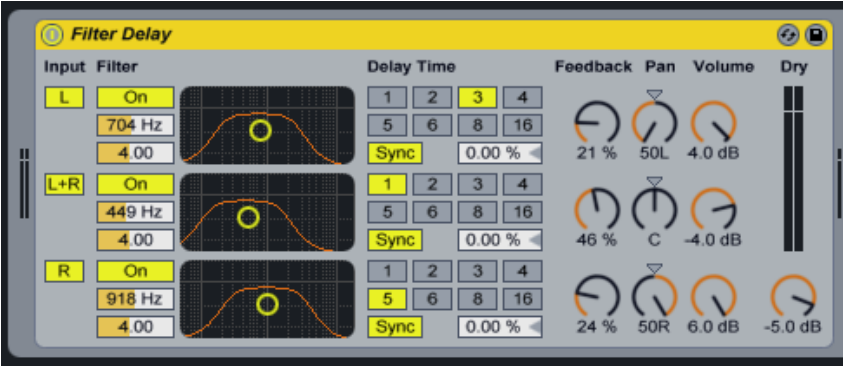 Filter Delay
Input Filter Delay Time Feedback Pan Volume Dry
L On 1 2 3 4
704 Hz 5 6 8 16
4.00 Sync 0.00 % 21 % 50L 4.0 dB
L+R On 1 2 3 4
449 Hz 5 6 8 16
4.00 Sync 0.00 % 46 % C -4.0 dB
R On 1 2 3 4
918 Hz 5 6 8 16
4.00 Sync 0.00 % 24 % 50R 6.0 dB -5.0 dB